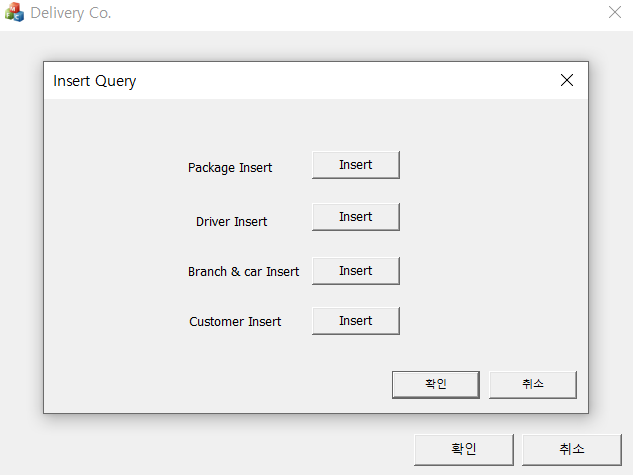 Delivery Co.
Insert Query
Package Insert Insert
Driver Insert Insert
Branch & car Insert Insert
Customer Insert Insert
확인 취소
확인 취소